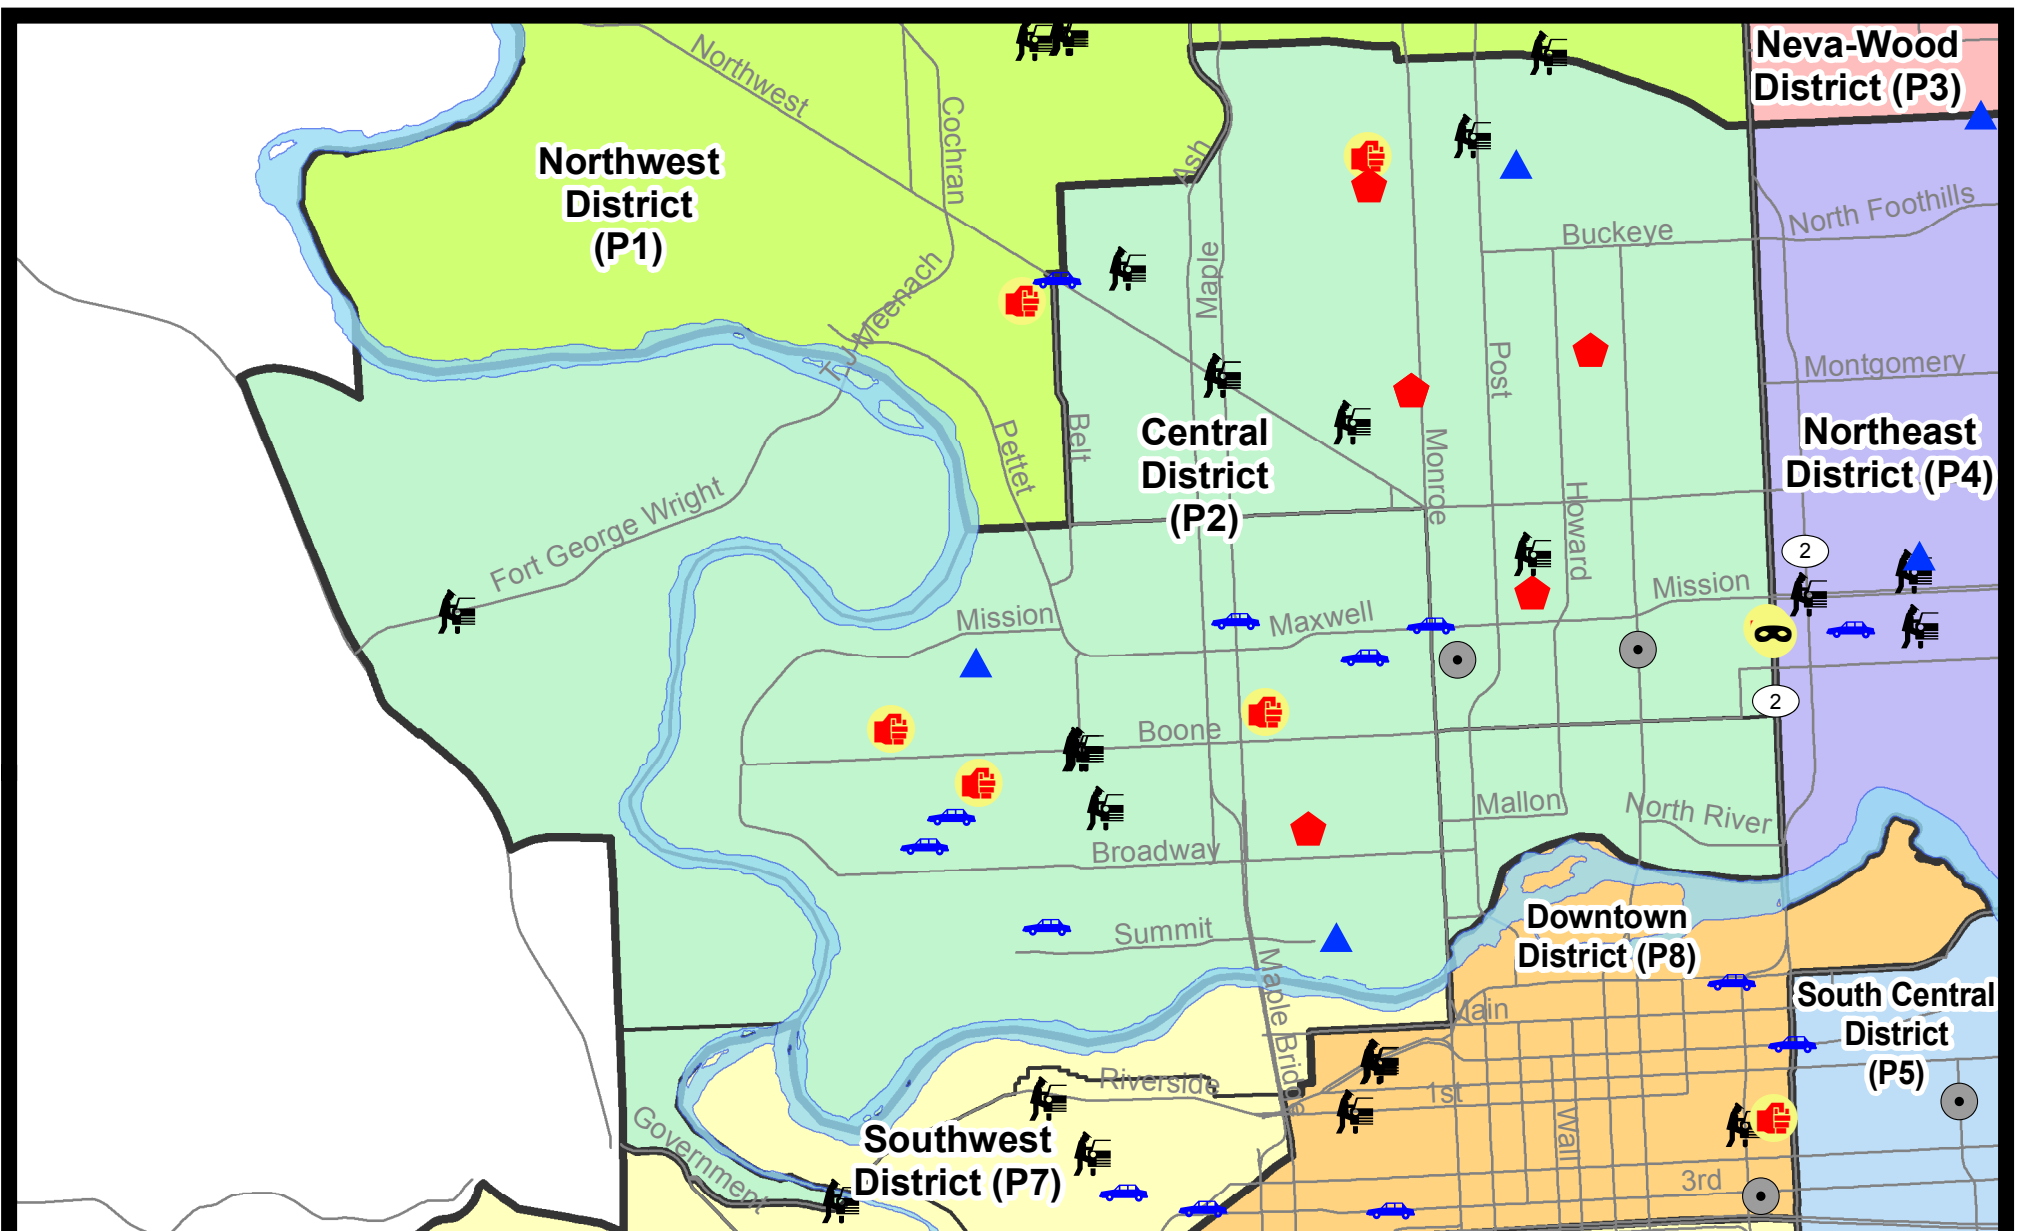 Northwest
Cochran
Neva-Wood
District (P3)
Northwest
District
(P1)
Ash
North Foothills
Buckeye
Maple
T J Meenach
Post
Montgomery
Belt
Pettet
Central
District
(P2)
Monroe
Northeast
District (P4)
Howard
Fort George Wright
2
Mission
Mission
Maxwell
2
Boone
Mallon
North River
Broadway
Downtown
District (P8)
Summit
Maple Bridge
Main
South Central
District
(P5)
Riverside
1st
Wall
Government
Southwest
District (P7)
3rd